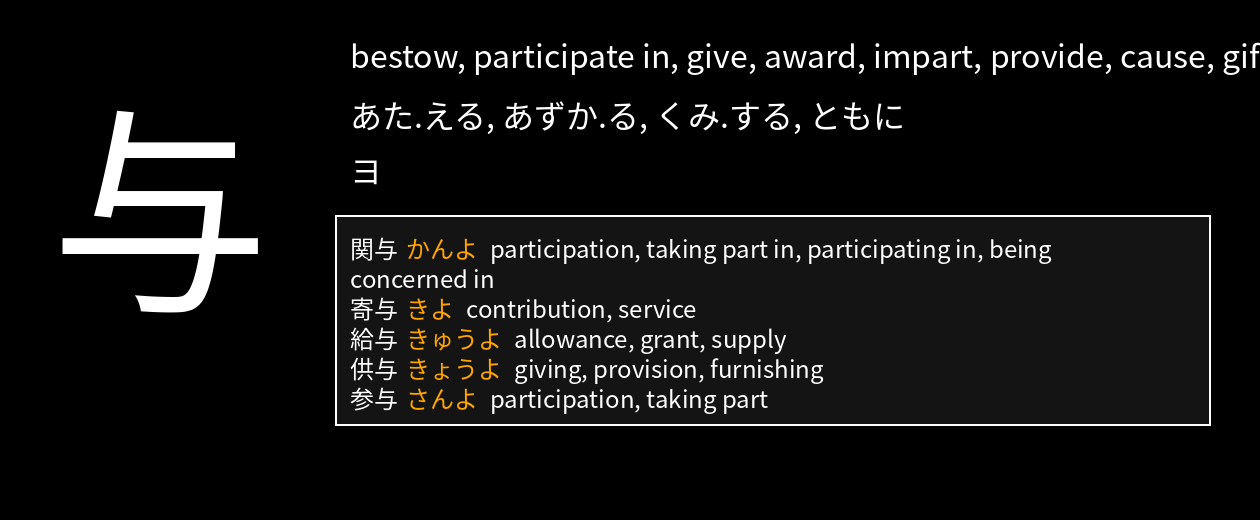 与
bestow, participate in, give, award, impart, provide, cause, gif
あた.える, あずか.る, くみ.する, ともに
ヨ
関与 かんよ participation, taking part in, participating in, being
concerned in
寄与 きよ contribution, service
給与 きゅうよ allowance, grant, supply
供与 きょうよ giving, provision, furnishing
参与 さんよ participation, taking part